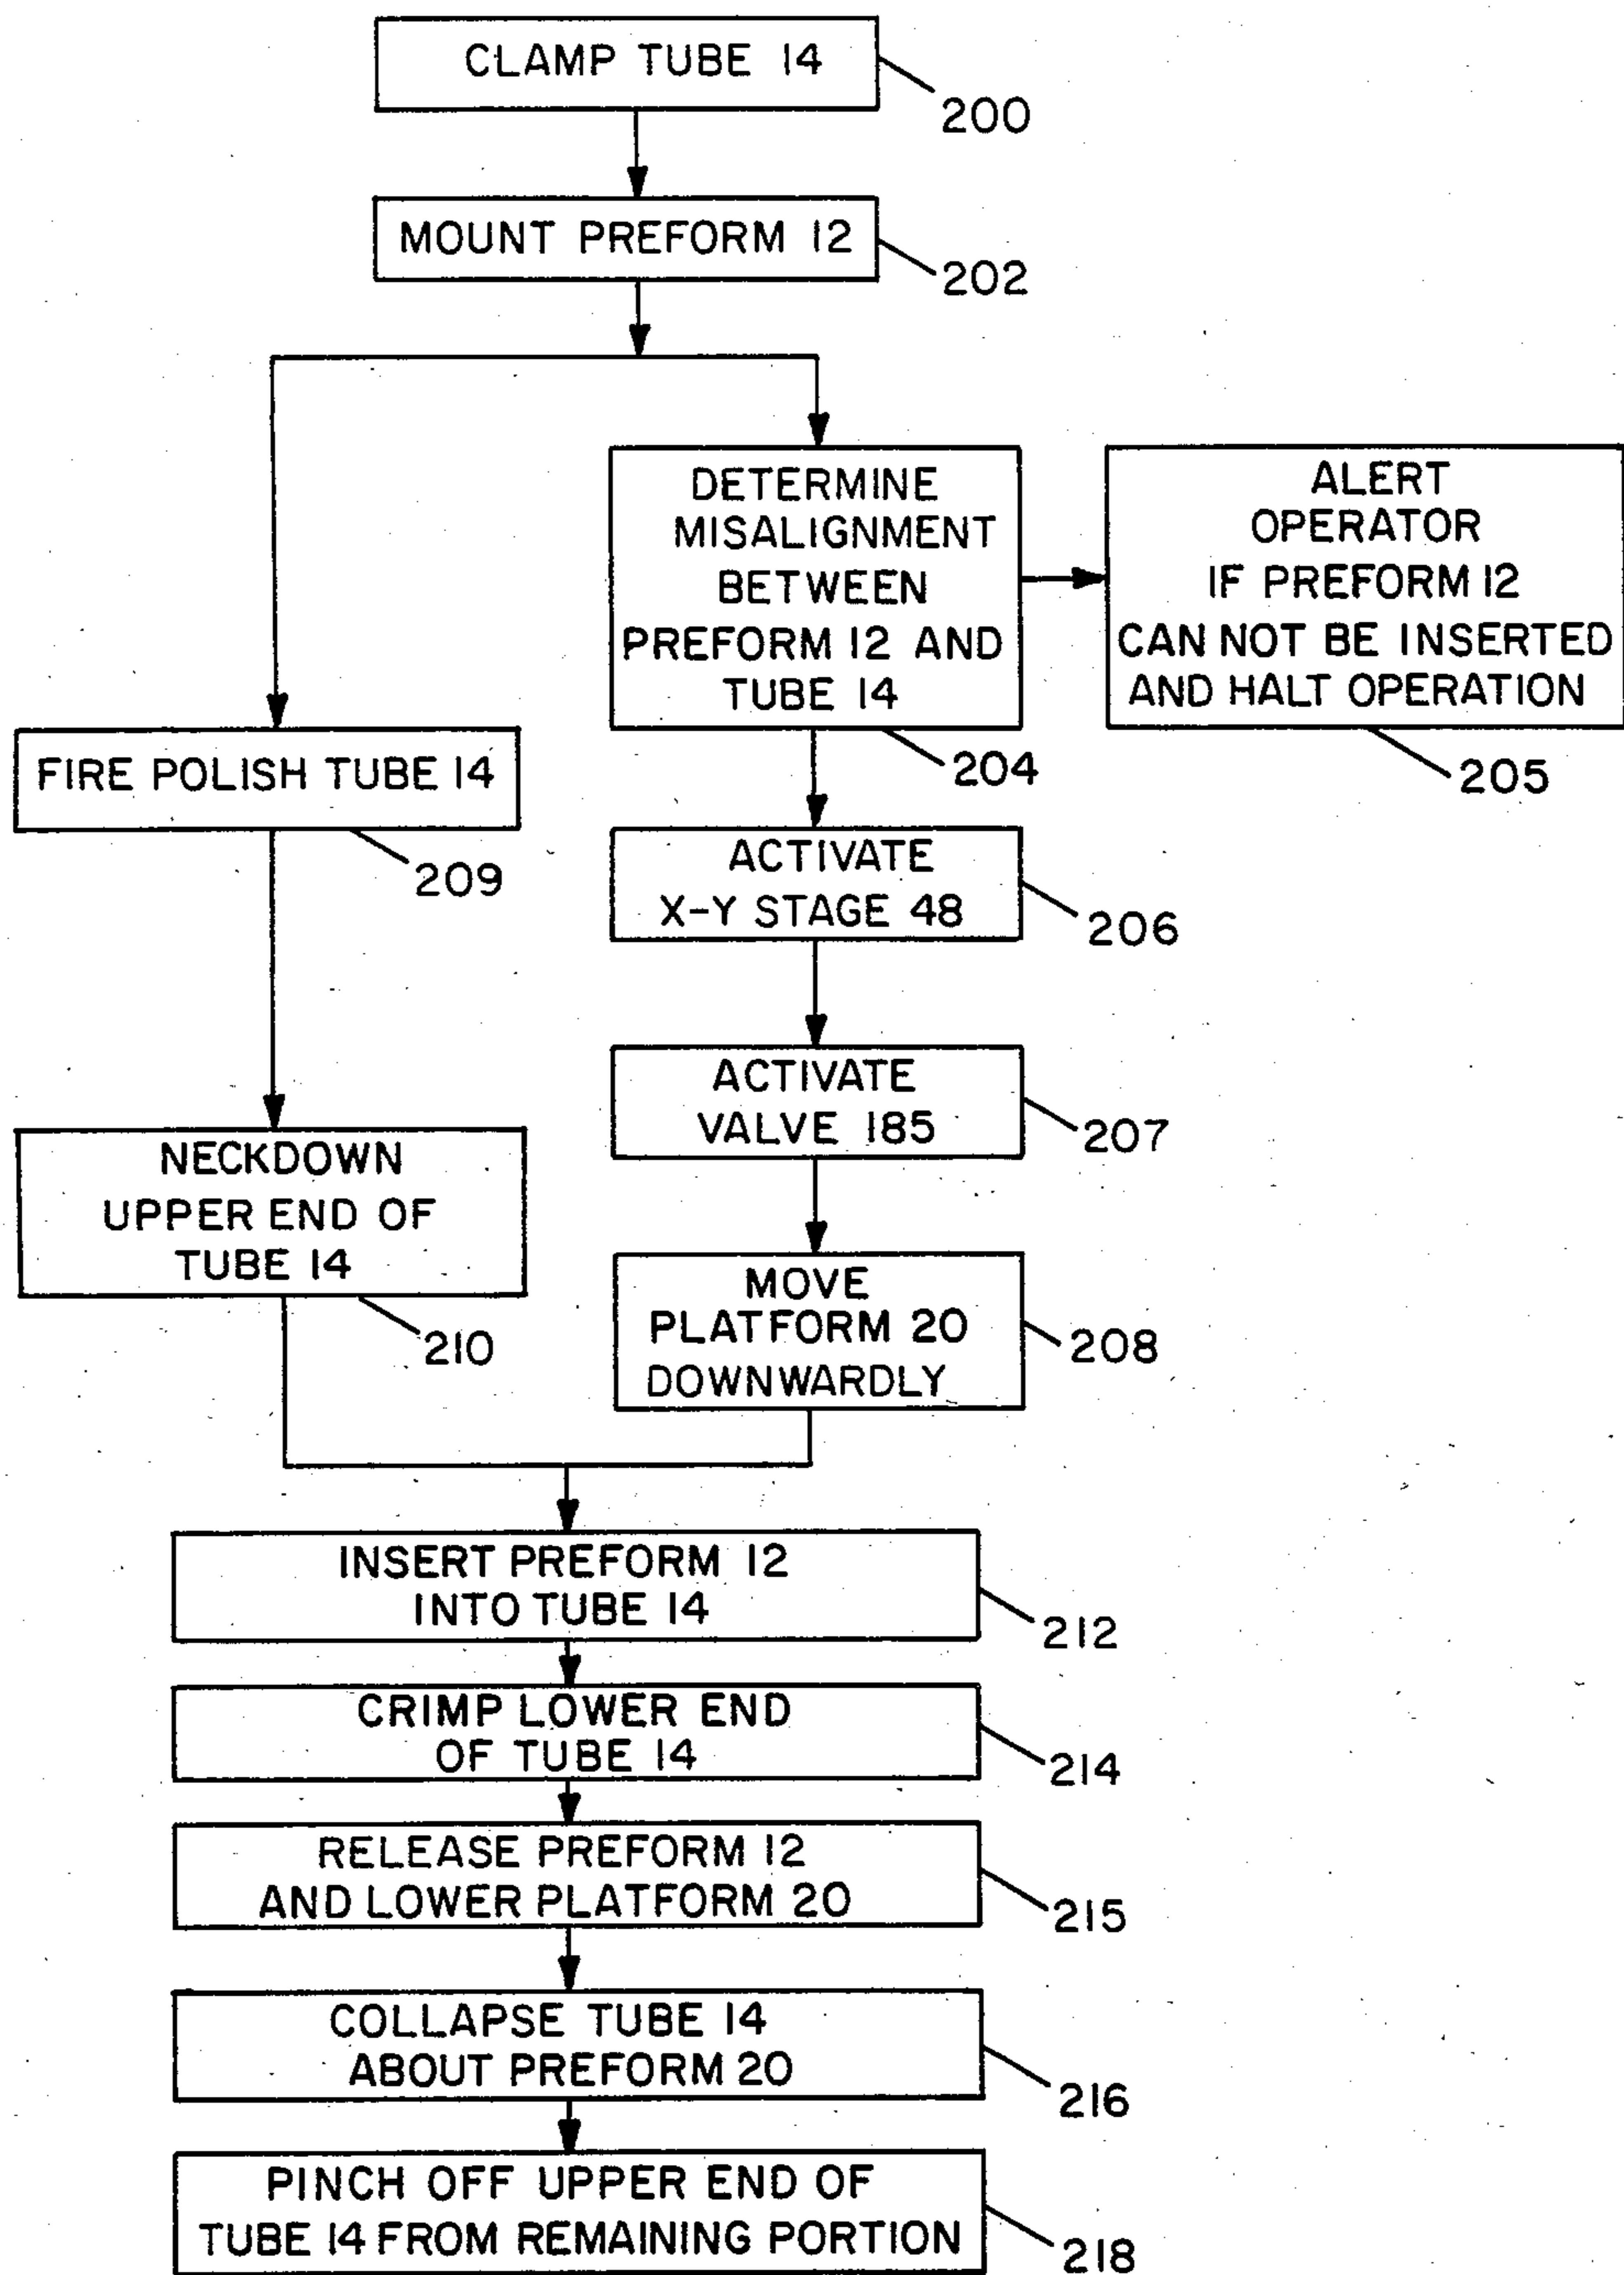 CLAMP TUBE 14
200
MOUNT PREFORM 12
202
DETERMINE
MISALIGNMENT
BETWEEN
PREFORM 12 AND
TUBE 14
204
ALERT
OPERATOR
IF PREFORM 12
CAN NOT BE INSERTED
AND HALT OPERATION
205
FIRE POLISH TUBE 14
209
ACTIVATE
X-Y STAGE 48
206
ACTIVATE
VALVE 185
207
NECKDOWN
UPPER END OF
TUBE 14
210
MOVE
PLATFORM 20
DOWNWARDLY
208
INSERT PREFORM 12
INTO TUBE 14
212
CRIMP LOWER END
OF TUBE 14
214
RELEASE PREFORM 12
AND LOWER PLATFORM 20
215
COLLAPSE TUBE 14
ABOUT PREFORM 20
216
PINCH OFF UPPER END OF
TUBE 14 FROM REMAINING PORTION
218